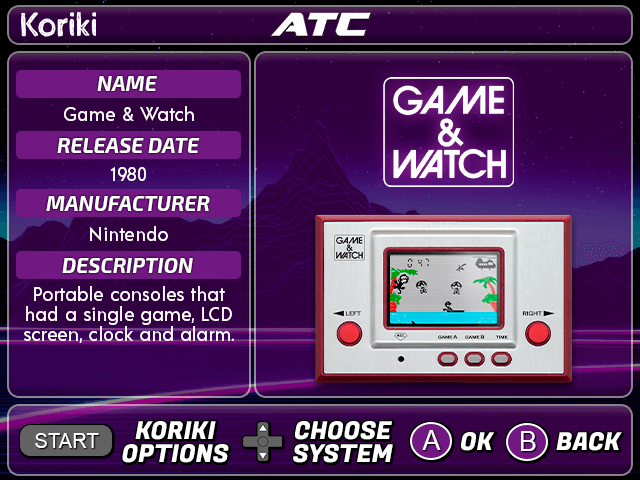 Koriki
ATC
NAME
Game & Watch
RELEASE DATE
1980
MANUFACTURER
Nintendo
DESCRIPTION
Portable consoles that
had a single game, LCD
screen, clock and alarm.
GAME
&
WATCH
GAME
&
WATCH
047
LEFT
RIGHT
GAME A GAME B TIME
START
KORIKI
OPTIONS
CHOOSE
SYSTEM
A OK
B BACK